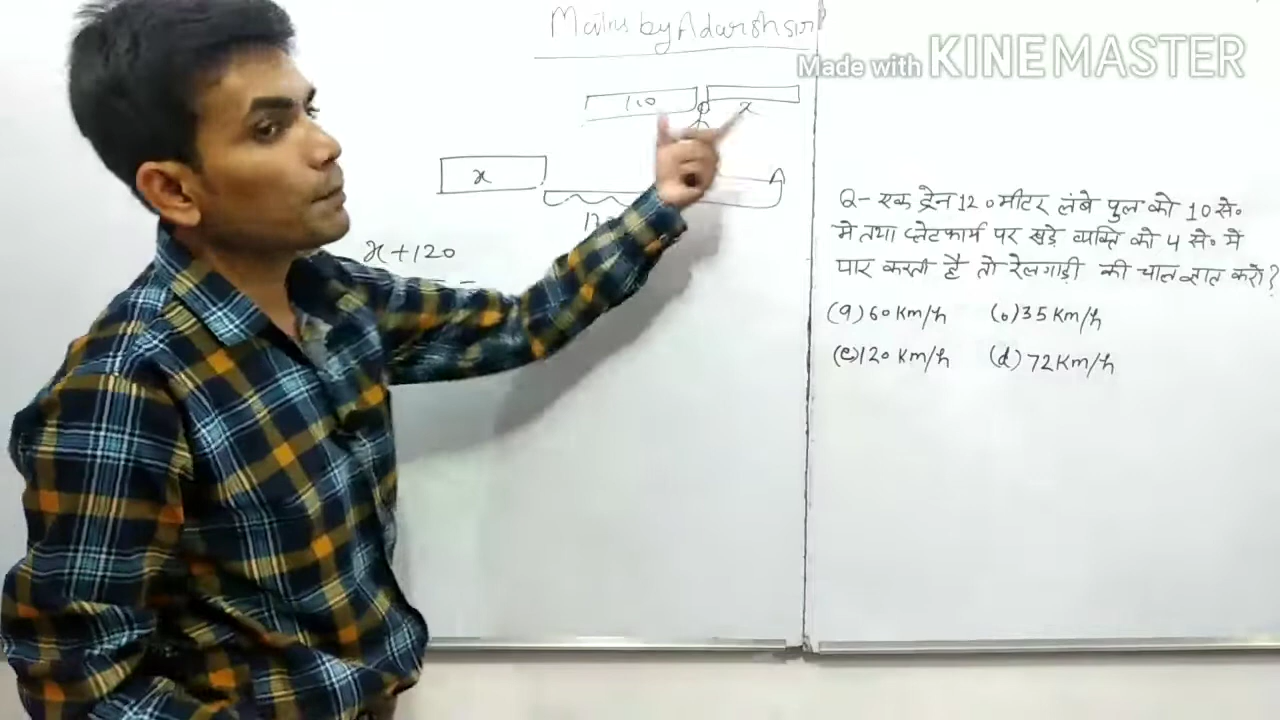 Maths by Adarsh sir
Made with KINEMASTER
120
x
x
x + 120
Q- एक ट्रेन 120 मीटर लंबे पुल को 10 से०
मे तथा प्लेटफार्म पर खड़े व्यक्ति को 4 से० में
पार करती है तो रेलगाड़ी की चाल ज्ञात करो?
(a) 60 Km/h (b) 35 Km/h
(c) 120 Km/h (d) 72 Km/h